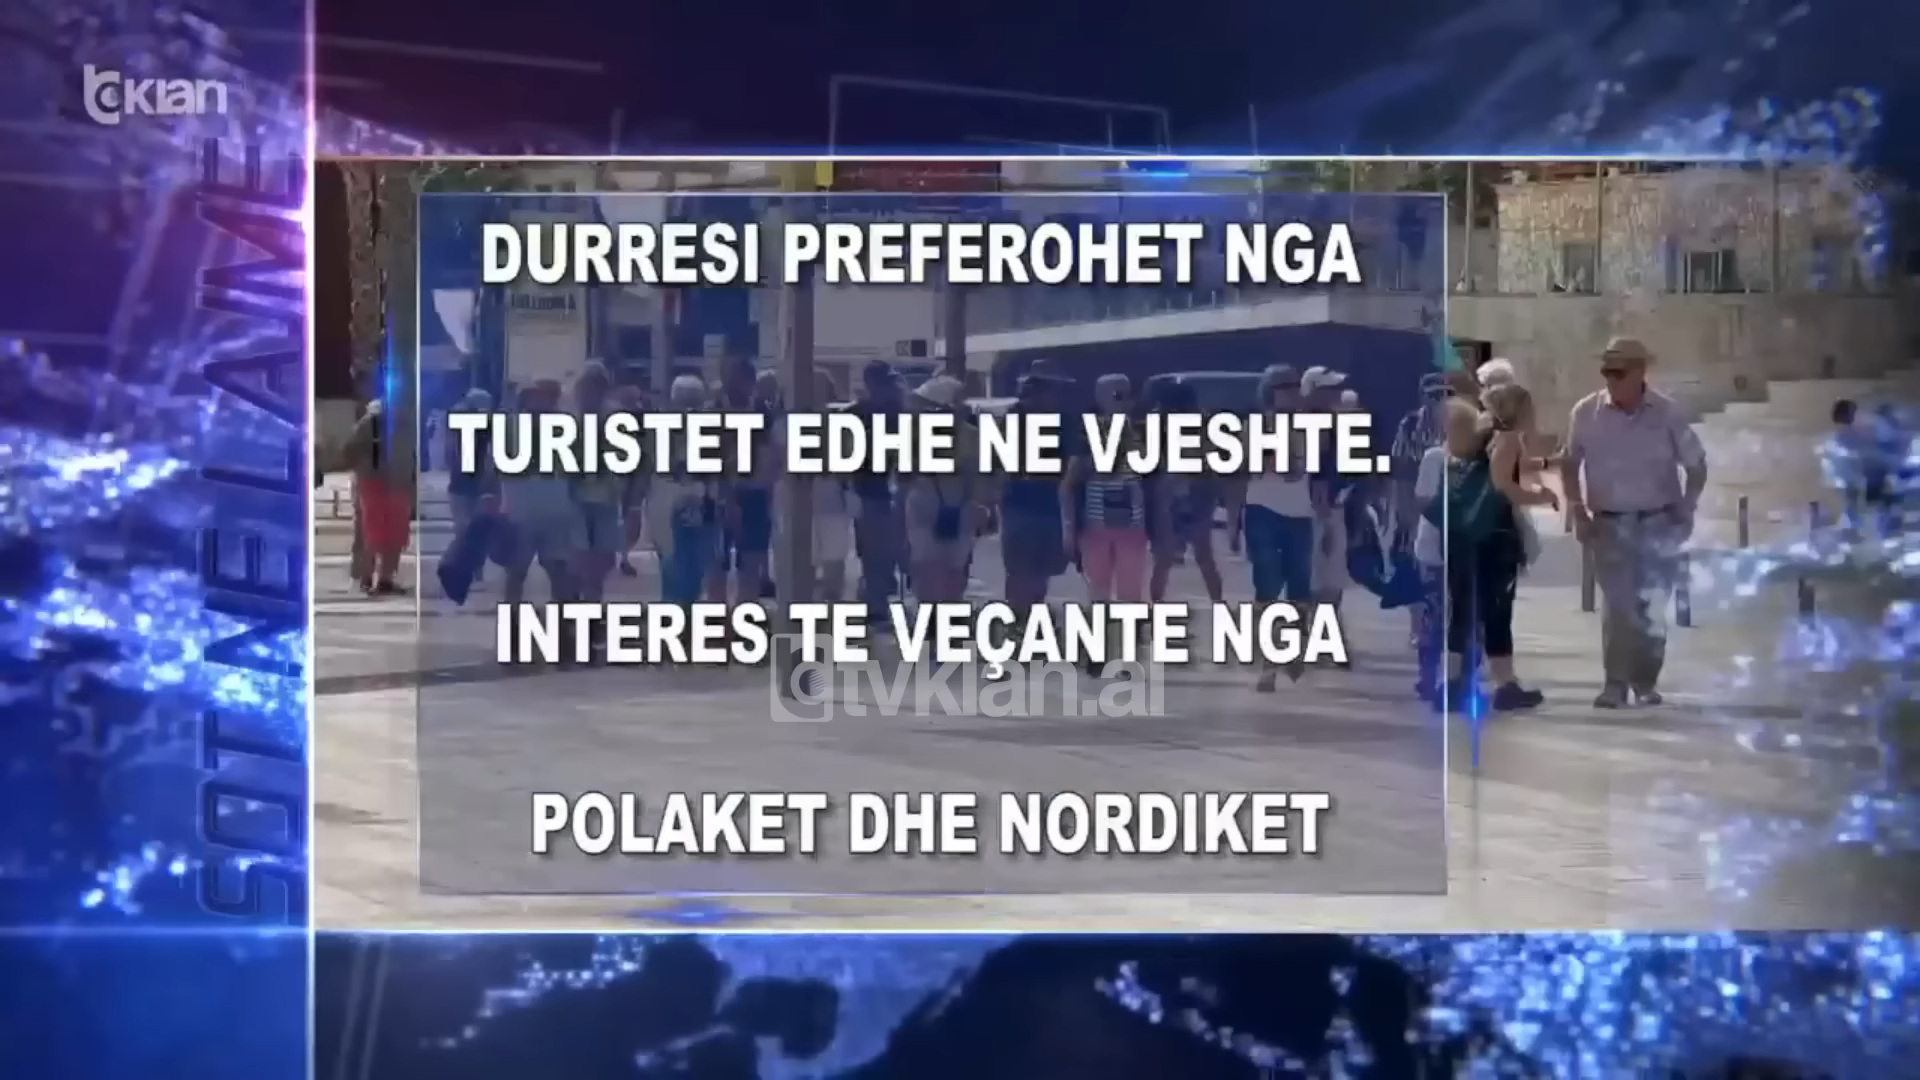 tvklan
SOT NE LAJME
DURRESI PREFEROHET NGA
TURISTET EDHE NE VJESHTE.
INTERES TE VEÇANTE NGA
tvklan.al
POLAKET DHE NORDIKET